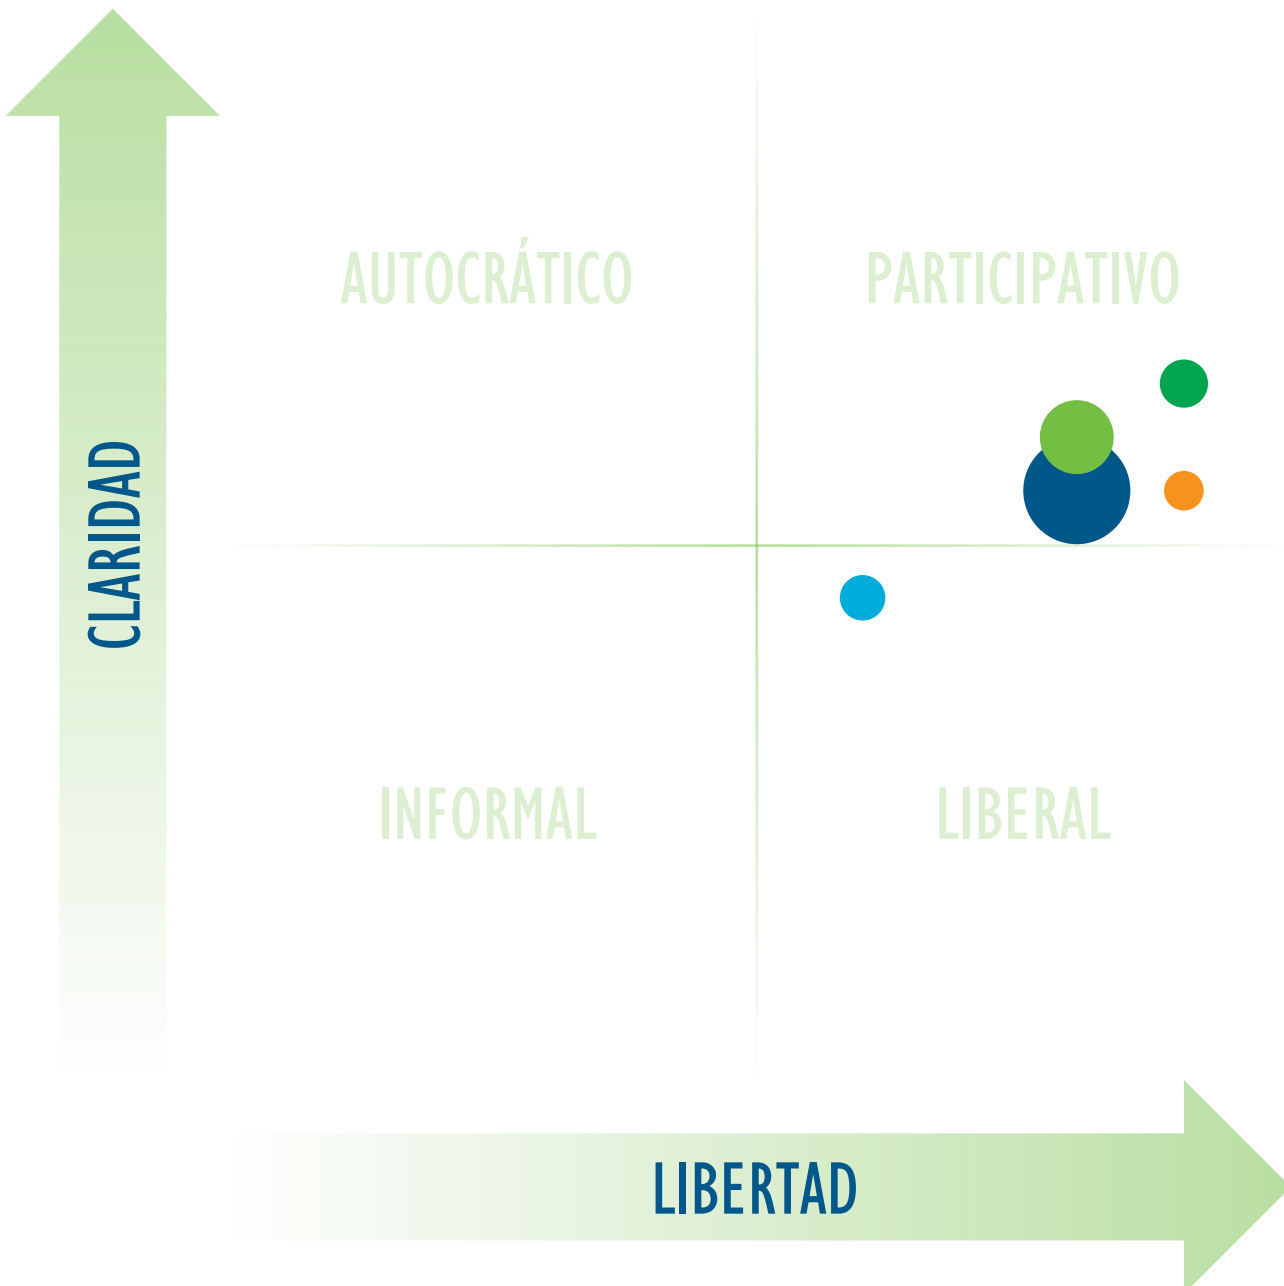 AUTOCRÁTICO
PARTICIPATIVO
CLARIDAD
INFORMAL
LIBERAL
LIBERTAD